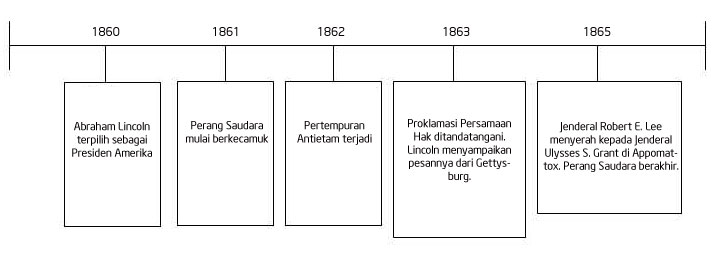 1860
1861
1862
1863
1865
Abraham Lincoln
terpilih sebagai
Presiden Amerika
Perang Saudara
mulai berkecamuk
Pertempuran
Antietam terjadi
Proklamasi Persamaan
Hak ditandatangani.
Lincoln menyampaikan
pesannya dari Gettys-
burg.
Jenderal Robert E. Lee
menyerah kepada Jenderal
Ulysses S. Grant di Appomat-
tox. Perang Saudara berakhir.